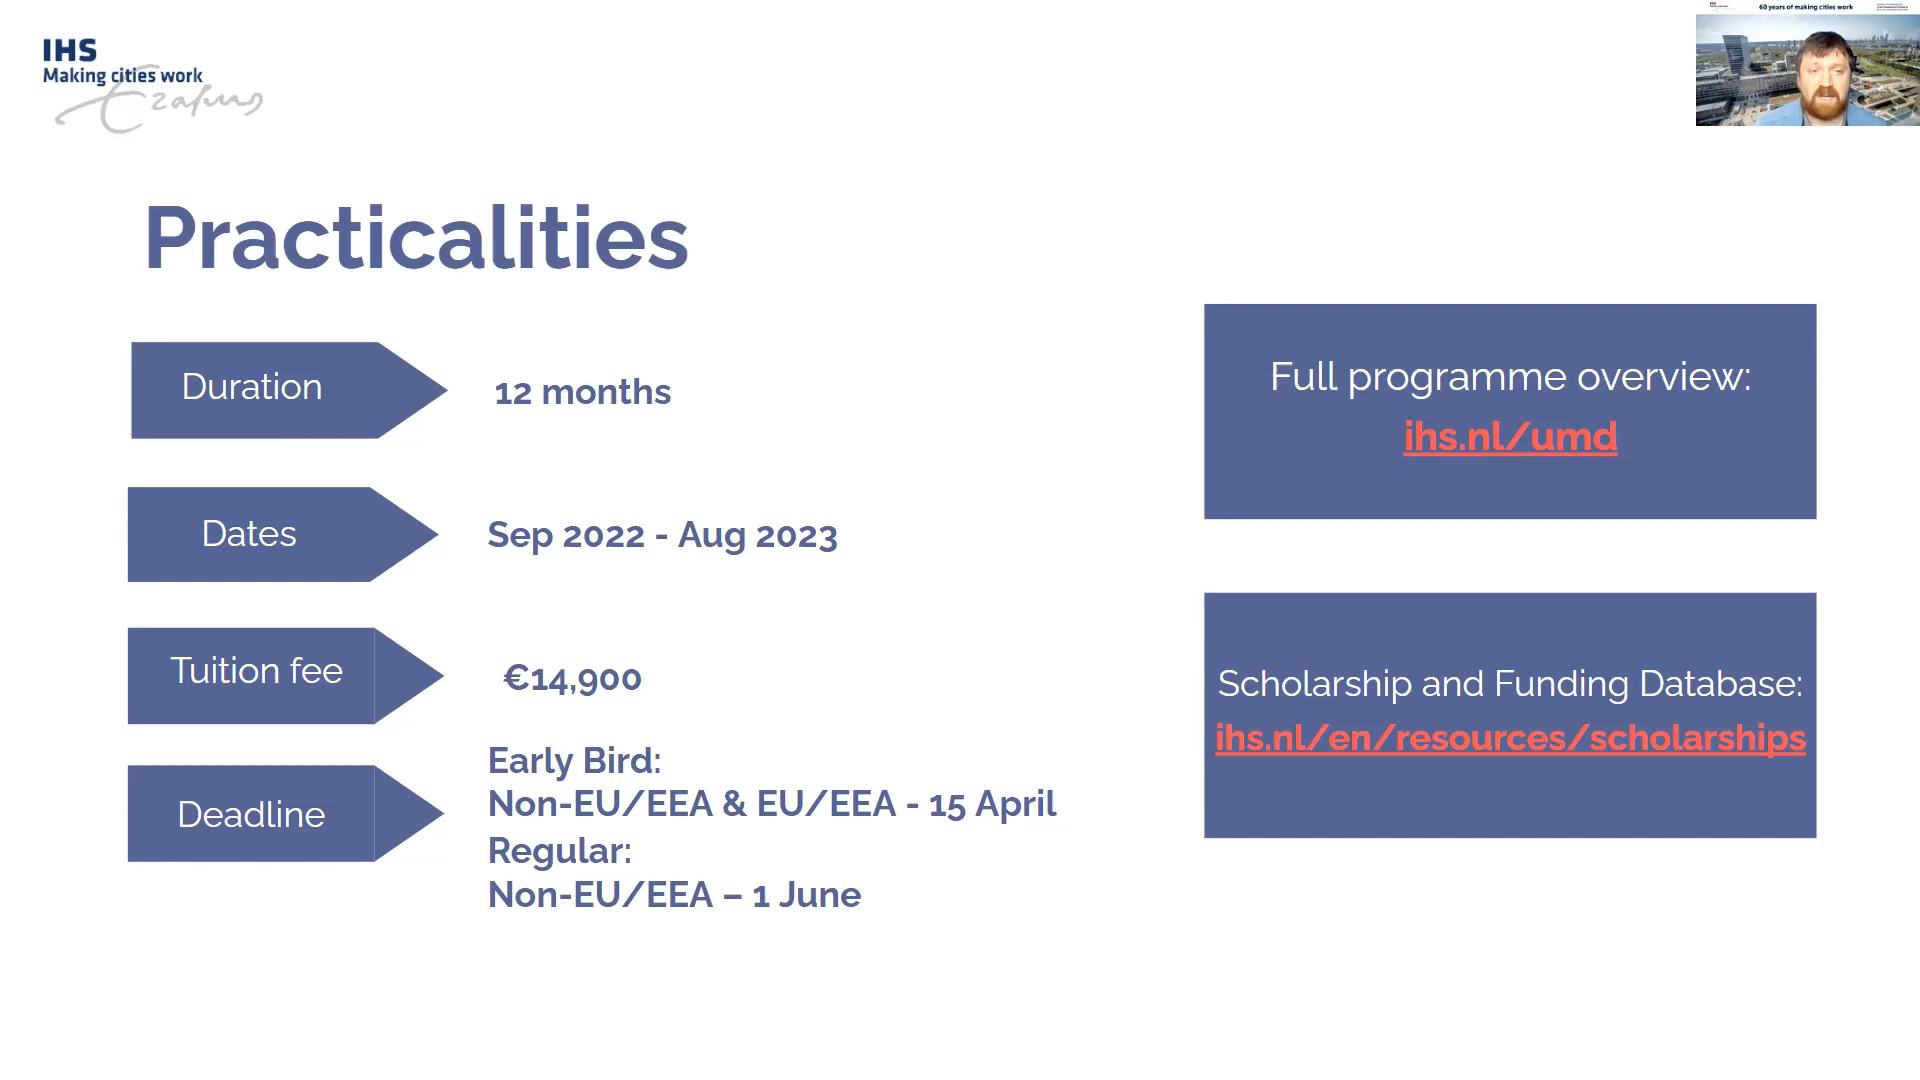 IHS
Making cities work
Erasmus
60 years of making cities work
Practicalities
Duration
12 months
Dates
Sep 2022 - Aug 2023
Tuition fee
€14,900
Deadline
Early Bird:
Non-EU/EEA & EU/EEA - 15 April
Regular:
Non-EU/EEA – 1 June
Full programme overview:
ihs.nl/umd
Scholarship and Funding Database:
ihs.nl/en/resources/scholarships